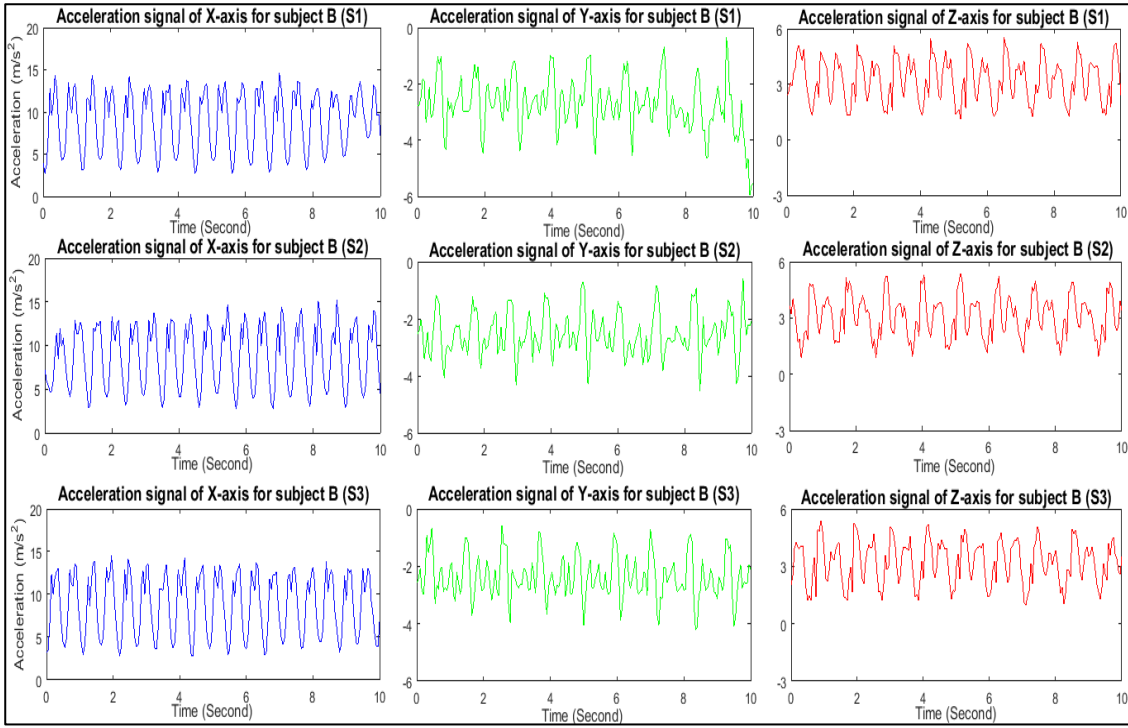 Acceleration signal of X-axis for subject B (S1)
Acceleration (m/s²)
20
15
10
5
0
0 2 4 6 8 10
Time (Second)
Acceleration signal of Y-axis for subject B (S1)
-0
-2
-4
-6
0 2 4 6 8 10
Time (Second)
Acceleration signal of Z-axis for subject B (S1)
6
3
0
-3
0 2 4 6 8 10
Time (Second)
Acceleration signal of X-axis for subject B (S2)
Acceleration (m/s²)
20
15
10
5
0
0 2 4 6 8 10
Time (Second)
Acceleration signal of Y-axis for subject B (S2)
-0
-2
-4
-6
0 2 4 6 8 10
Time (Second)
Acceleration signal of Z-axis for subject B (S2)
6
3
0
-3
0 2 4 6 8 10
Time (Second)
Acceleration signal of X-axis for subject B (S3)
Acceleration (m/s²)
20
15
10
5
0
0 2 4 6 8 10
Time (Second)
Acceleration signal of Y-axis for subject B (S3)
-0
-2
-4
-6
0 2 4 6 8 10
Time (Second)
Acceleration signal of Z-axis for subject B (S3)
6
3
0
-3
0 2 4 6 8 10
Time (Second)